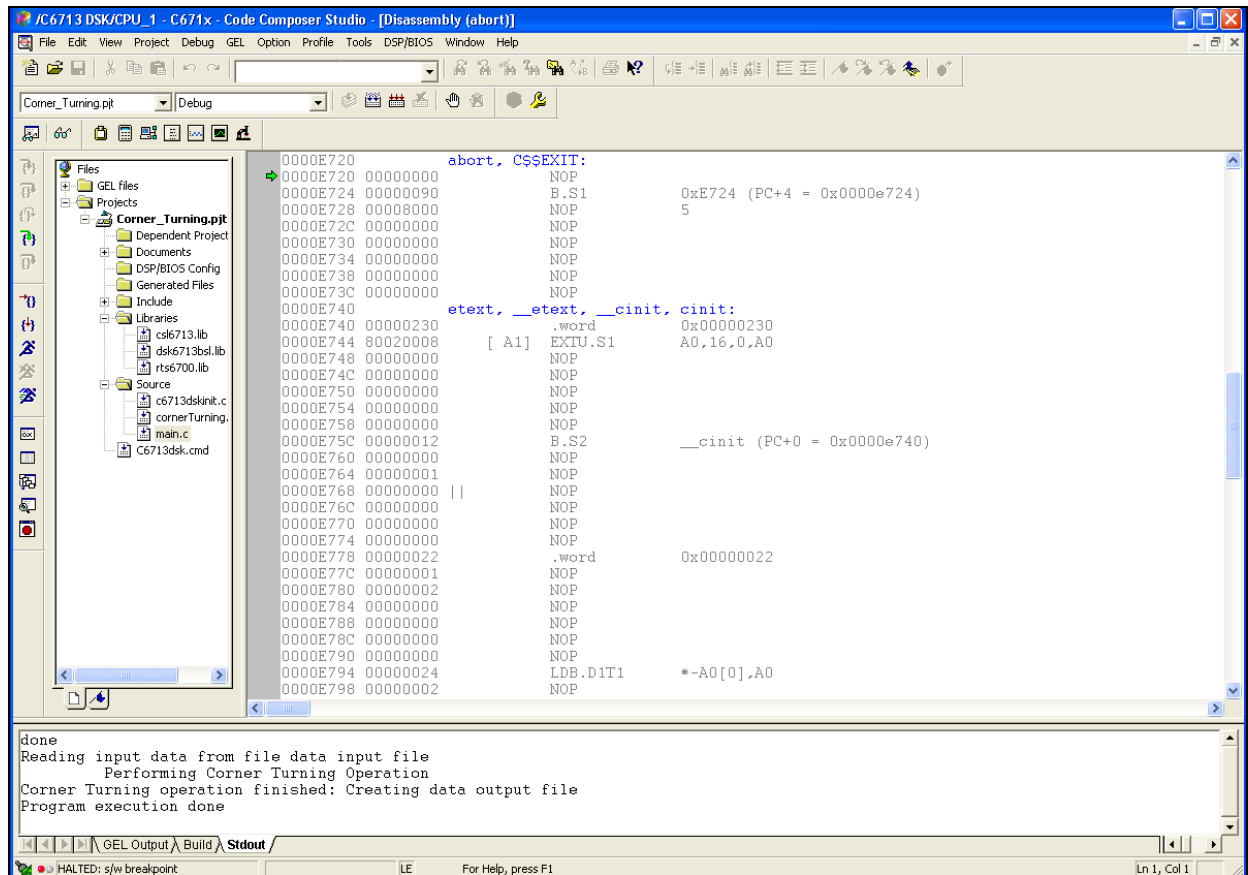 /C6713 DSK/CPU_1 - C671x - Code Composer Studio - [Disassembly (abort)]
File Edit View Project Debug GEL Option Profile Tools DSP/BIOS Window Help
Corner_Turning.pjt Debug
Files
GEL files
Projects
Corner_Turning.pjt
Dependent Project
Documents
DSP/BIOS Config
Generated Files
Include
Libraries
csl6713.lib
dsk6713bsl.lib
rts6700.lib
Source
c6713dskinit.c
cornerTurning.
main.c
C6713dsk.cmd
0000E720 abort, C$$EXIT:
0000E720 00000000 NOP
0000E724 00000090 B.S1 0xE724 (PC+4 = 0x0000e724)
0000E728 00008000 NOP 5
0000E72C 00000000 NOP
0000E730 00000000 NOP
0000E734 00000000 NOP
0000E738 00000000 NOP
0000E73C 00000000 NOP
0000E740 etext, __etext, __cinit, cinit:
0000E740 00000230 .word 0x00000230
0000E744 80020008 [ A1] EXTU.S1 A0,16,0,A0
0000E748 00000000 NOP
0000E74C 00000000 NOP
0000E750 00000000 NOP
0000E754 00000000 NOP
0000E758 00000000 NOP
0000E75C 00000012 B.S2 __cinit (PC+0 = 0x0000e740)
0000E760 00000000 NOP
0000E764 00000001 NOP
0000E768 00000000 || NOP
0000E76C 00000000 NOP
0000E770 00000000 NOP
0000E774 00000000 NOP
0000E778 00000022 .word 0x00000022
0000E77C 00000001 NOP
0000E780 00000002 NOP
0000E784 00000000 NOP
0000E788 00000000 NOP
0000E78C 00000000 NOP
0000E790 00000000 NOP
0000E794 00000024 LDB.D1T1 *-A0[0],A0
0000E798 00000002 NOP
done
Reading input data from file data input file
Performing Corner Turning Operation
Corner Turning operation finished: Creating data output file
Program execution done
GEL Output Build Stdout
HALTED: s/w breakpoint LE For Help, press F1 Ln 1, Col 1